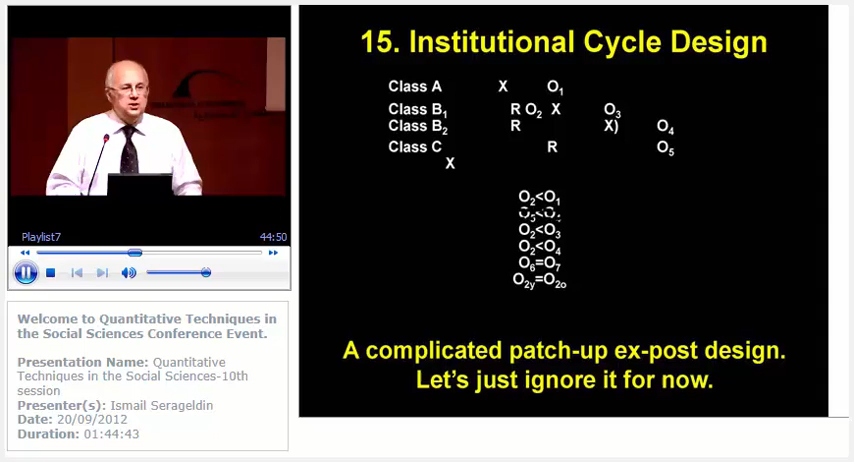 Playlist7
44:50
Welcome to Quantitative Techniques in
the Social Sciences Conference Event.
Presentation Name: Quantitative
Techniques in the Social Sciences-10th
session
Presenter(s): Ismail Serageldin
Date: 20/09/2012
Duration: 01:44:43
15. Institutional Cycle Design
Class A X O₁
Class B₁ R O₂ X O₃
Class B₂ R X) O₄
Class C R O₅
X
O₂<O₁
O₂<O₃
O₂<O₄
O₆=O₇
O₂y=O₂o
A complicated patch-up ex-post design.
Let's just ignore it for now.